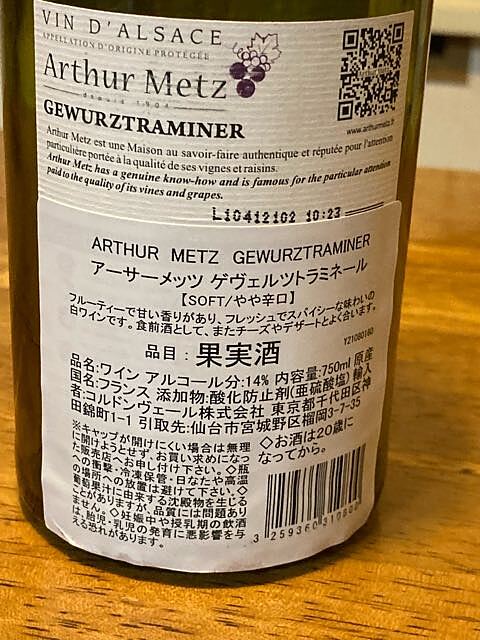 VIN D'ALSACE
APPELLATION D'ORIGINE PROTÉGÉE
Arthur Metz
depuis 1904
GEWURZTRAMINER
www.arthurmetz.fr
Arthur Metz est une Maison au savoir-faire authentique et réputée pour l'attention
particulière portée à la qualité de ses vignes et raisins.
Arthur Metz has a genuine know-how and is famous for the particular attention
paid to the quality of its vines and grapes.
L10412102 10:23
ARTHUR METZ GEWURZTRAMINER
アーサーメッツ ゲヴェルツトラミネール
【SOFT/やや辛口】
フルーティーで甘い香りがあり、フレッシュでスパイシーな味わいの
白ワインです。食前酒として、またチーズやデザートとよく合います。
Y21080160
品目：果実酒
品名:ワイン アルコール分:14% 内容量:750ml 原産
国名:フランス 添加物:酸化防止剤(亜硫酸塩) 輸入
者:コルドンヴェール株式会社 東京都千代田区神
田錦町1-1 引取先:仙台市宮城野区榴岡3-7-35
※キャップが開けにくい場合は無理
に開けようとせず、お買い求めになっ
た販売店へお申し付け下さい。◇瓶
への衝撃・冷凍保管・日なたや高温
の場所への放置は避けて下さい。◇
葡萄果汁に由来する沈殿物を生じる
ことがありますが、品質には問題あり
ません。◇妊娠中や授乳期の飲酒
は、胎児・乳児の発育に悪影響を与
える恐れがあります。
◇お酒は20歳に
なってから。
3 259360 310808